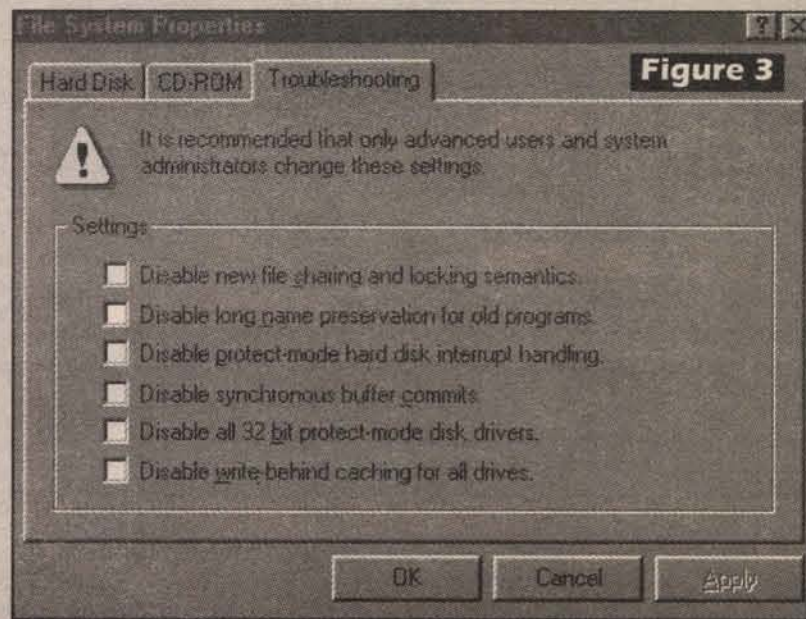 File System Properties
Hard Disk CD-ROM Troubleshooting
Figure 3
It is recommended that only advanced users and system
administrators change these settings.
Settings
Disable new file sharing and locking semantics.
Disable long name preservation for old programs.
Disable protect-mode hard disk interrupt handling.
Disable synchronous buffer commits.
Disable all 32 bit protect-mode disk drivers.
Disable write-behind caching for all drives.
OK Cancel Apply